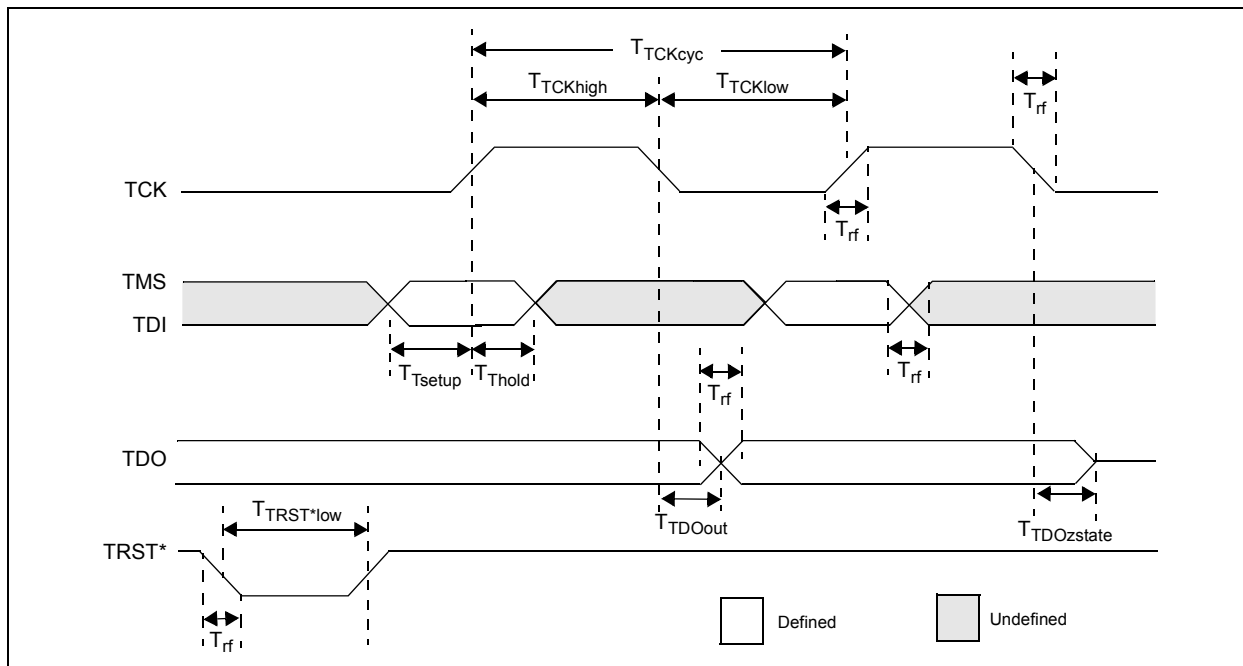 TTCKcyc
TTCKhigh
TTCKlow
Trf
TCK
Trf
TMS
TDI
TTsetup
TThold
Trf
Trf
TDO
TTRST*low
TTDOout
TTDOzstate
TRST*
Trf
Defined
Undefined